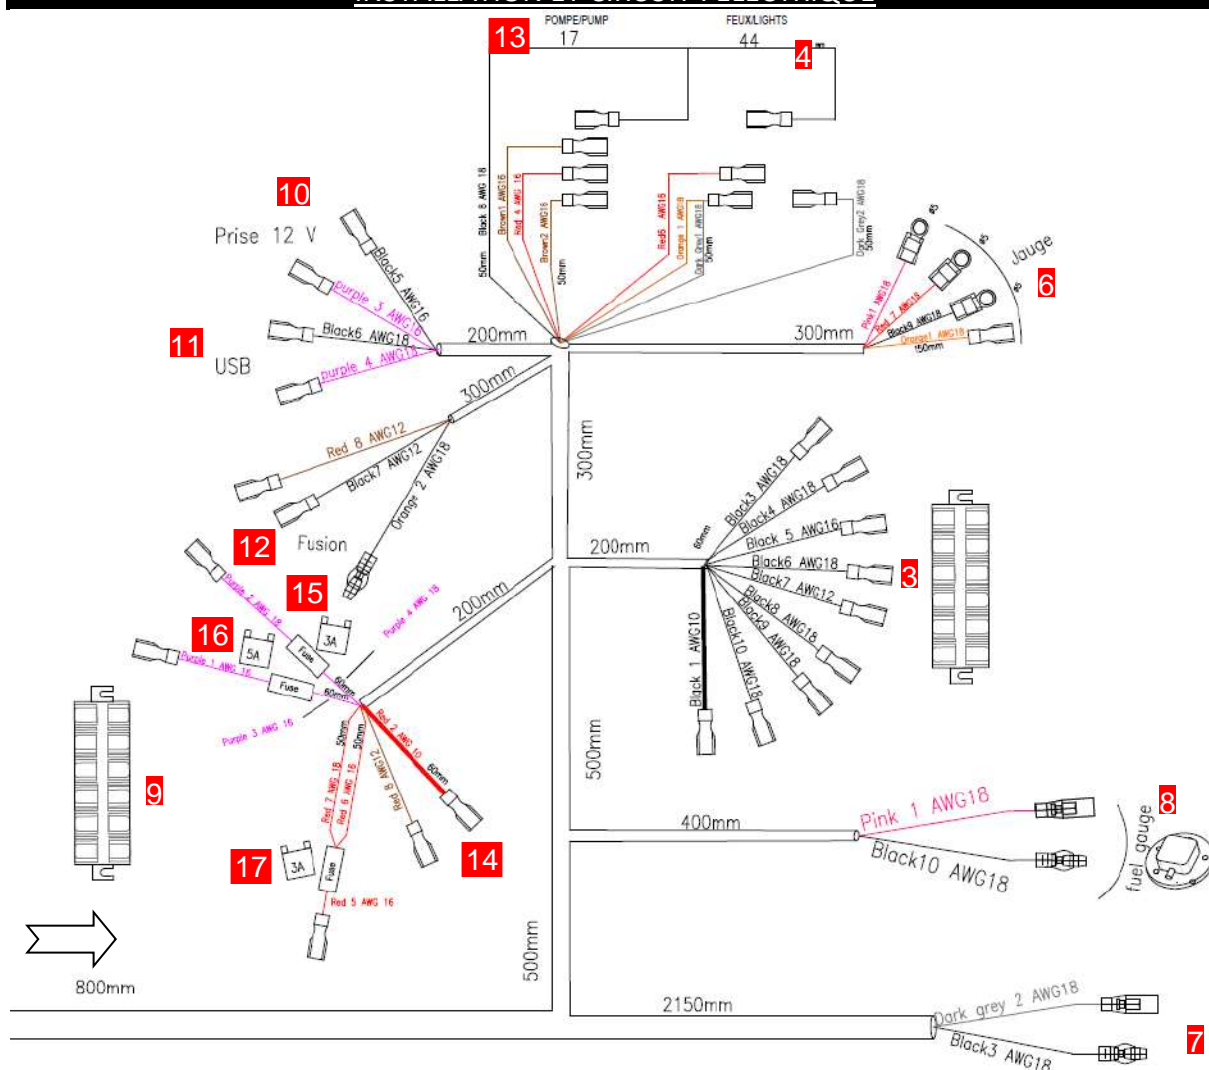 INSTALLATION ET CIRCUIT ELECTRIQUE
POMPE/PUMP
17
FEUX/LIGHTS
44
13
4
50mm Black 8 AWG 18
Brown1 AWG16
Red 4 AWG 16
Brown2 AWG16
50mm
Red6 AWG16
Orange 1 AWG18
Dark Grey1 AWG18
50mm
Dark Grey2 AWG18
50mm
10
Prise 12 V
Black5 AWG16
purple 3 AWG16
11
USB
Black6 AWG18
purple 4 AWG18
200mm
300mm
Pink1 AWG18
Red 7 AWG18
Black9 AWG18
Orange1 AWG18
150mm
ø5
ø5
ø5
Jauge
6
300mm
Red 8 AWG12
Black7 AWG12
Orange 2 AWG18
12
Fusion
300mm
200mm
60mm
Black3 AWG18
Black4 AWG18
Black 5 AWG16
Black6 AWG18
Black7 AWG12
Black8 AWG18
Black9 AWG18
Black10 AWG18
Black 1 AWG10
3
200mm
Purple 2 AWG 18
15
3A
Fuse
Purple 4 AWG 18
16
5A
Purple 1 AWG 16
Fuse
60mm
60mm
Purple 3 AWG 16
50mm
50mm
Red 7 AWG 18
Red 6 AWG 16
Red 8 AWG12
Red 2 AWG 10
60mm
14
17
3A
Fuse
Red 5 AWG 16
9
500mm
400mm
Pink 1 AWG18
Black10 AWG18
fuel gauge
8
800mm
500mm
2150mm
Dark grey 2 AWG18
Black3 AWG18
7